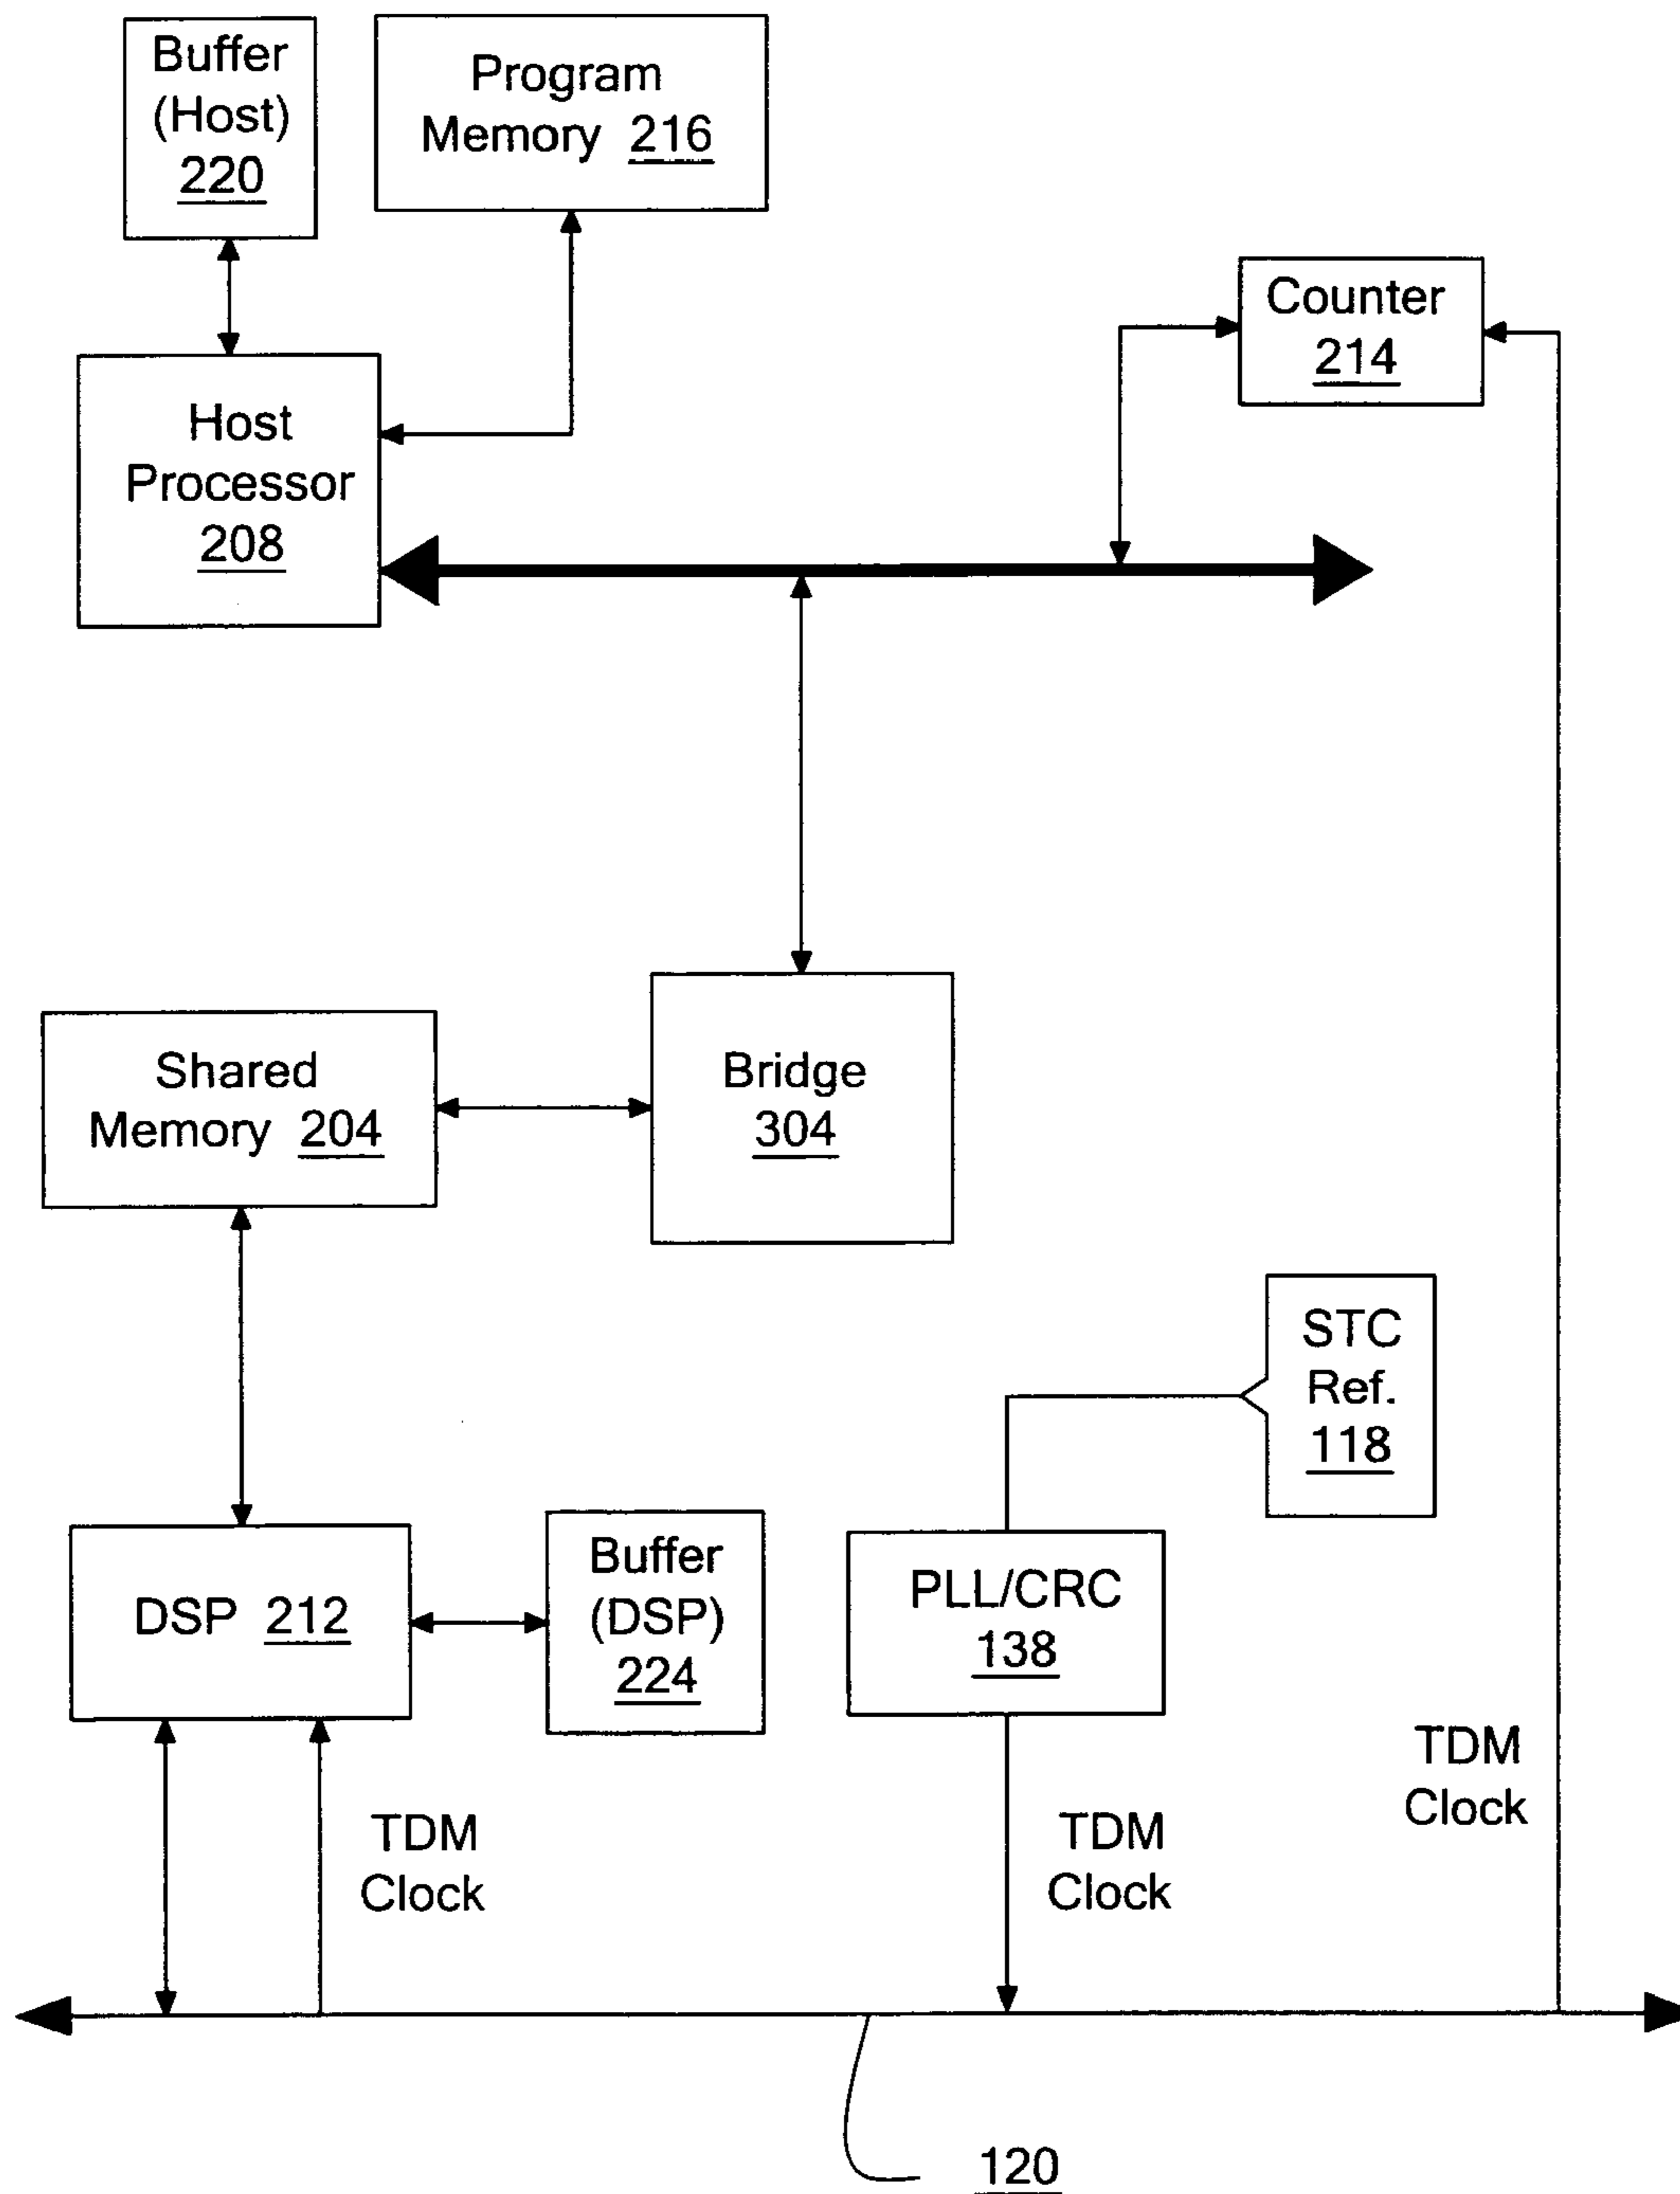 Buffer
(Host)
220
Program
Memory 216
Counter
214
Host
Processor
208
Shared
Memory 204
Bridge
304
STC
Ref.
118
DSP 212
Buffer
(DSP)
224
PLL/CRC
138
TDM
Clock
TDM
Clock
TDM
Clock
120